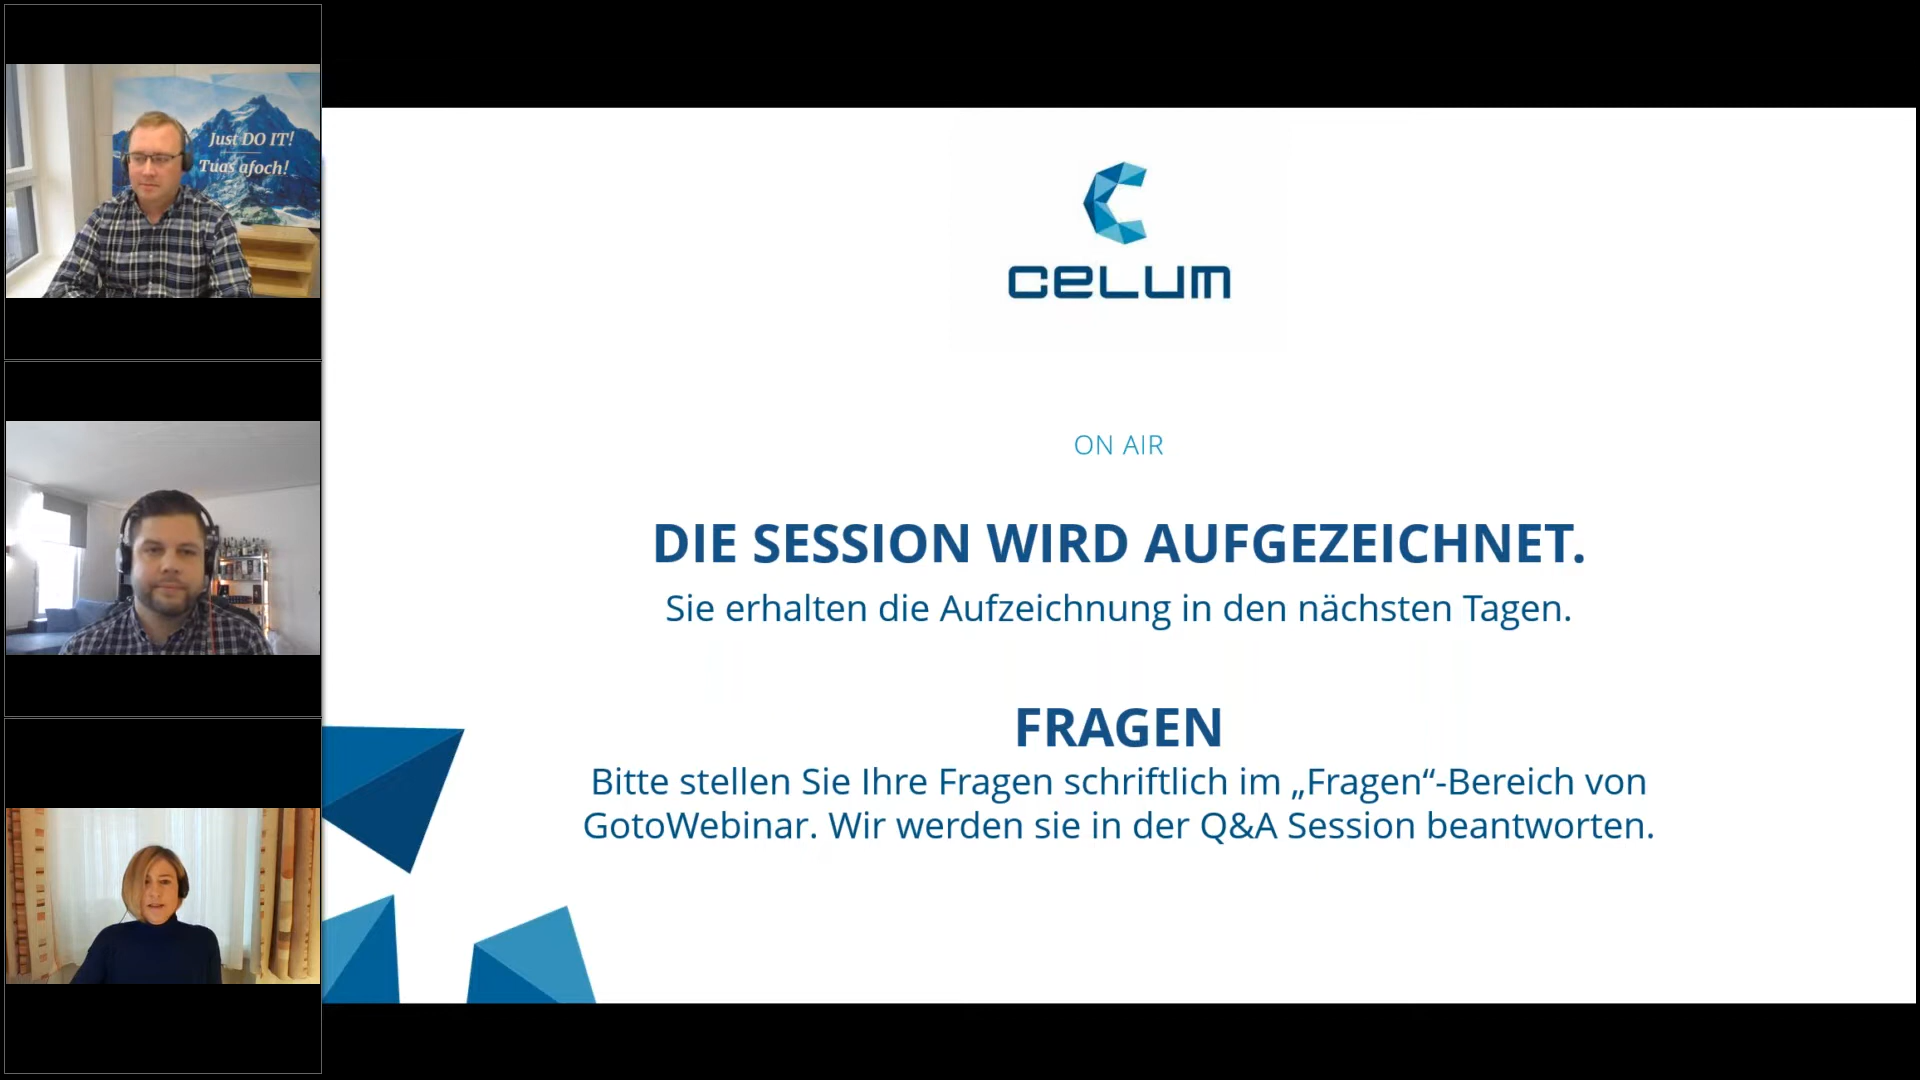 Just DO IT!
Tuas afoch!
CELUM
ON AIR
DIE SESSION WIRD AUFGEZEICHNET.
Sie erhalten die Aufzeichnung in den nächsten Tagen.
FRAGEN
Bitte stellen Sie Ihre Fragen schriftlich im „Fragen“-Bereich von
GotoWebinar. Wir werden sie in der Q&A Session beantworten.